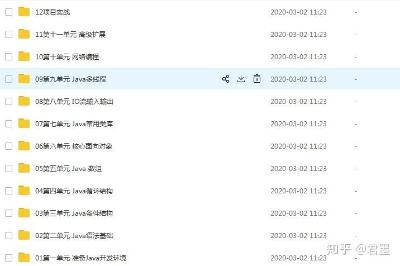 12项目实战 2020-03-02 11:23 -
11第十一单元 高级扩展 2020-03-02 11:23 -
10第十单元 网络编程 2020-03-02 11:23 -
09第九单元 Java多线程 2020-03-02 11:23 -
08第八单元 IO流输入输出 2020-03-02 11:23 -
07第七单元 Java常用类库 2020-03-02 11:23 -
06第六单元 核心面向对象 2020-03-02 11:23 -
05第五单元 Java 数组 2020-03-02 11:23 -
04第四单元 Java循环结构 2020-03-02 11:23 -
03第三单元 Java条件结构 2020-03-02 11:23 -
02第二单元 Java语法基础 2020-03-02 11:23 -
01第一单元 准备Java开发环境 2020-03-02 11:23 -
知乎 @君墨